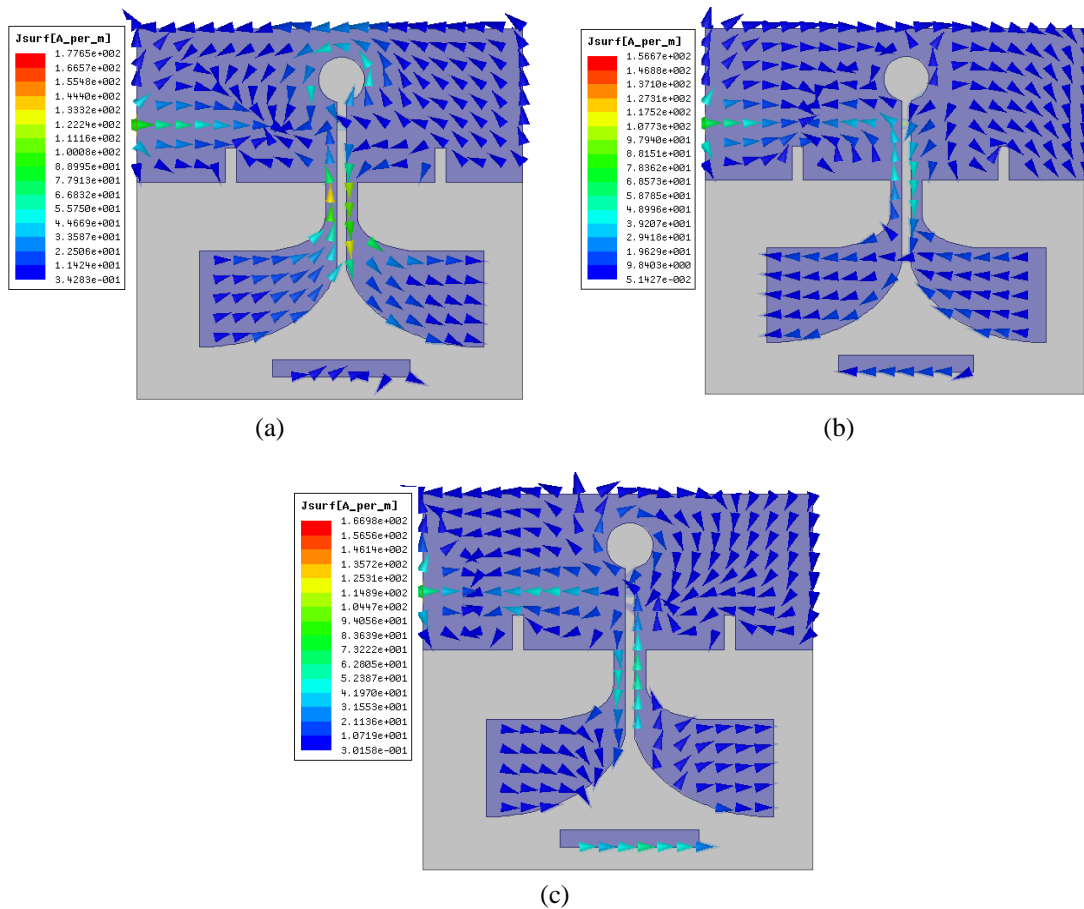 Jsurf[A_per_m]
1.7765e+002
1.6657e+002
1.5548e+002
1.4440e+002
1.3332e+002
1.2224e+002
1.1116e+002
1.0008e+002
8.8995e+001
7.7913e+001
6.6832e+001
5.5750e+001
4.4669e+001
3.3587e+001
2.2506e+001
1.1424e+001
3.4283e-001
(a)
Jsurf[A_per_m]
1.5667e+002
1.4688e+002
1.3710e+002
1.2731e+002
1.1752e+002
1.0773e+002
9.7940e+001
8.8151e+001
7.8362e+001
6.8573e+001
5.8785e+001
4.8996e+001
3.9207e+001
2.9418e+001
1.9629e+001
9.8403e+000
5.1427e-002
(b)
Jsurf[A_per_m]
1.6698e+002
1.5656e+002
1.4614e+002
1.3572e+002
1.2531e+002
1.1489e+002
1.0447e+002
9.4056e+001
8.3639e+001
7.3222e+001
6.2805e+001
5.2387e+001
4.1970e+001
3.1553e+001
2.1136e+001
1.0719e+001
3.0158e-001
(c)